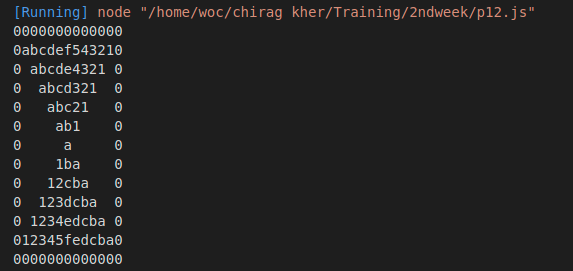 [Running] node "/home/woc/chirag kher/Training/2ndweek/p12.js"
0000000000000
0abcdef543210
0 abcde4321 0
0  abcd321  0
0   abc21   0
0    ab1    0
0     a     0
0    1ba    0
0   12cba   0
0  123dcba  0
0 1234edcba 0
012345fedcba0
0000000000000